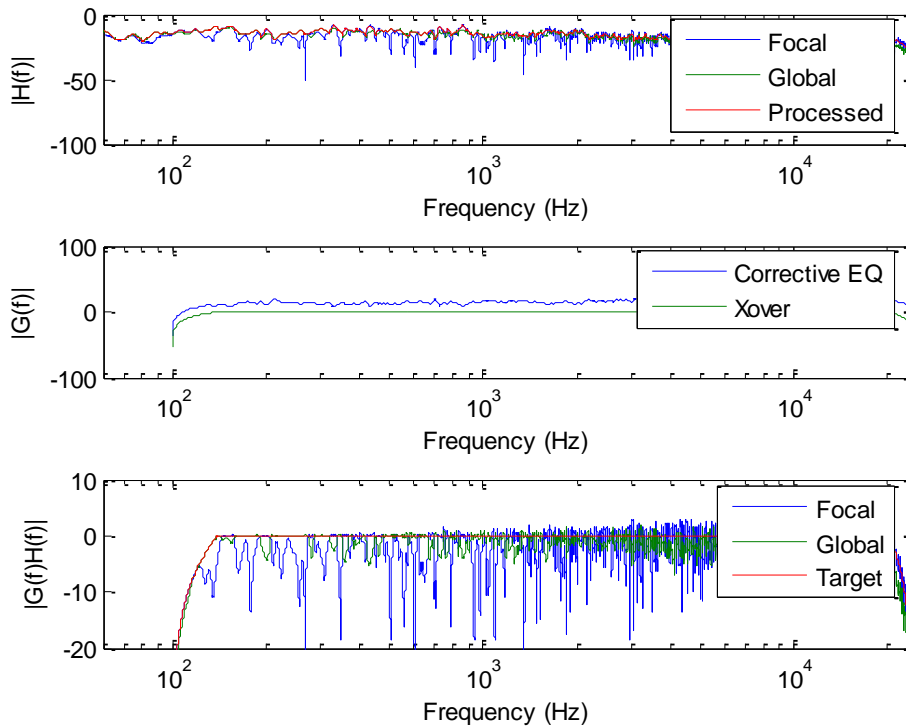 0
-50
-100
|H(f)|
10^2
10^3
10^4
Frequency (Hz)
Focal
Global
Processed
100
0
-100
|G(f)|
10^2
10^3
10^4
Frequency (Hz)
Corrective EQ
Xover
10
0
-10
-20
|G(f)H(f)|
10^2
10^3
10^4
Frequency (Hz)
Focal
Global
Target